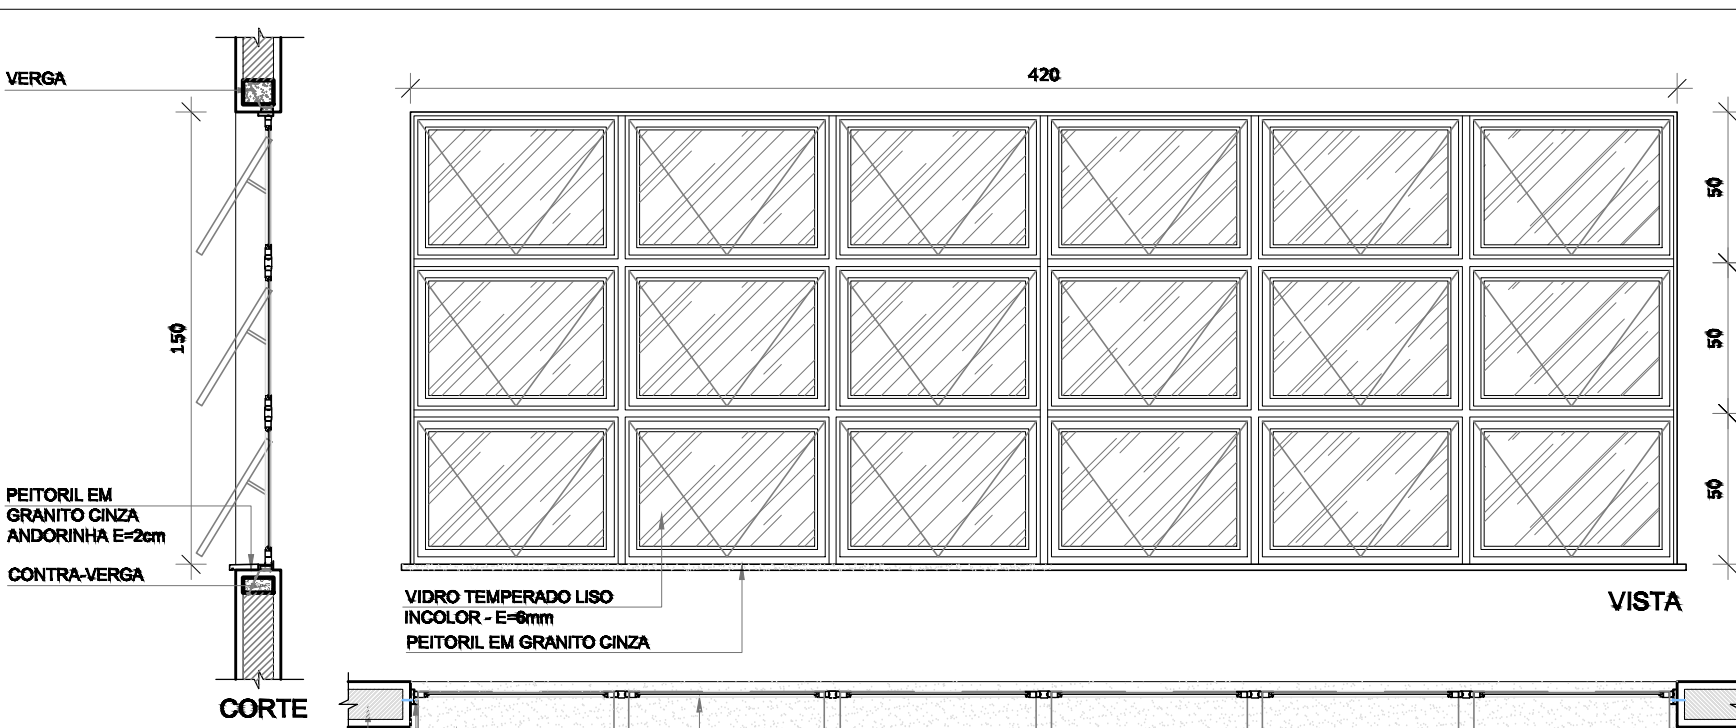 VERGA
420
50
150
50
PEITORIL EM
GRANITO CINZA
ANDORINHA E=2cm
50
CONTRA-VERGA
VIDRO TEMPERADO LISO
INCOLOR - E=6mm
PEITORIL EM GRANITO CINZA
VISTA
CORTE